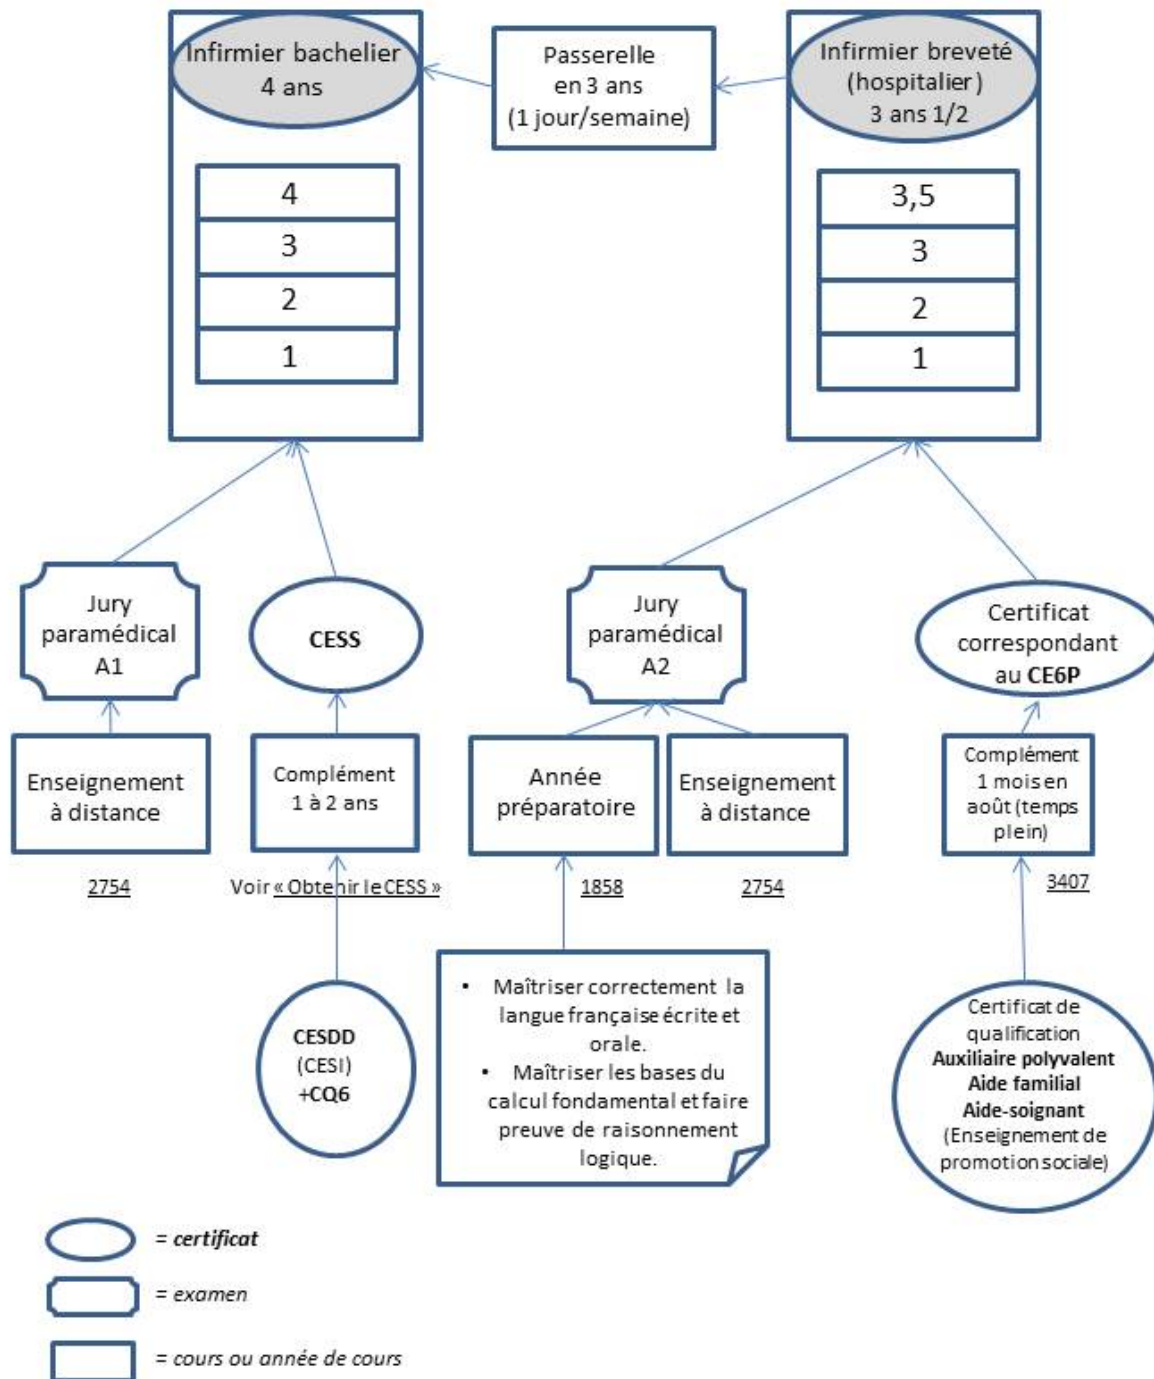 Infirmier bachelier
4 ans
Passerelle
en 3 ans
(1 jour/semaine)
Infirmier breveté
(hospitalier)
3 ans 1/2
4
3
2
1
3,5
3
2
1
Jury
paramédical
A1
CESS
Jury
paramédical
A2
Certificat
correspondant
au CE6P
Enseignement
à distance
Complément
1 à 2 ans
Année
préparatoire
Enseignement
à distance
Complément
1 mois en
août (temps
plein)
2754
Voir « Obtenir le CESS »
1858
2754
3407
CESDD
(CESI)
+CQ6
• Maîtriser correctement la
langue française écrite et
orale.
• Maîtriser les bases du
calcul fondamental et faire
preuve de raisonnement
logique.
Certificat de
qualification
Auxiliaire polyvalent
Aide familial
Aide-soignant
(Enseignement de
promotion sociale)
= certificat
= examen
= cours ou année de cours